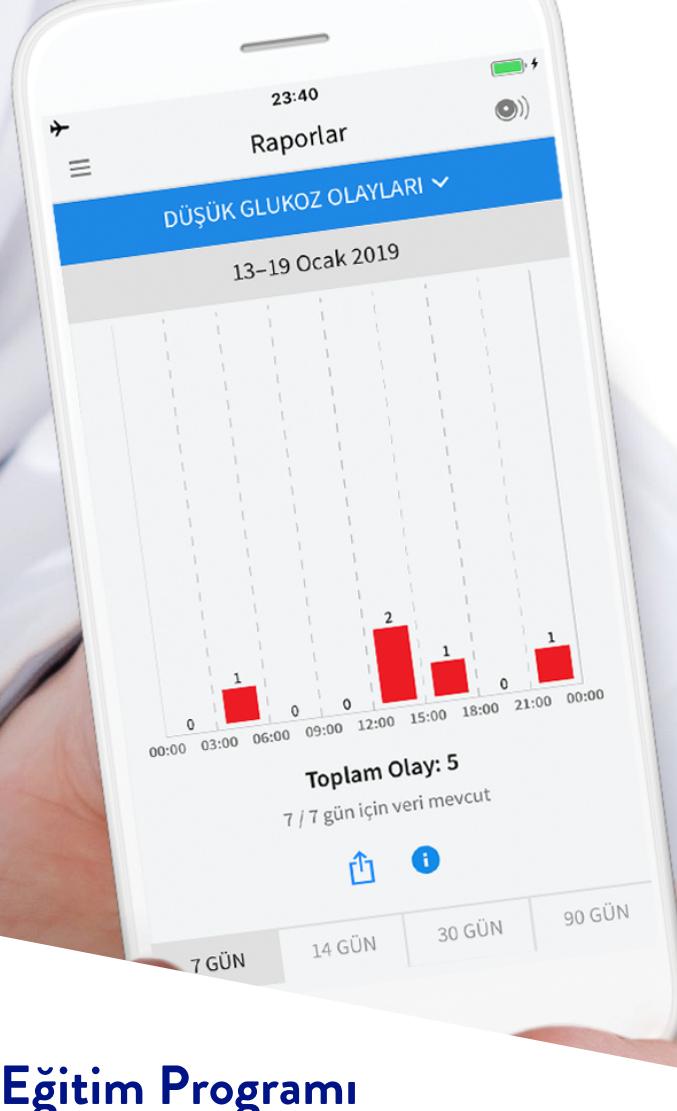 23:40
Raporlar
DÜŞÜK GLUKOZ OLAYLARI
13–19 Ocak 2019
0 1 0 0 2 1 0 1
00:00 03:00 06:00 09:00 12:00 15:00 18:00 21:00 00:00
Toplam Olay: 5
7 / 7 gün için veri mevcut
7 GÜN 14 GÜN 30 GÜN 90 GÜN
Eğitim Programı